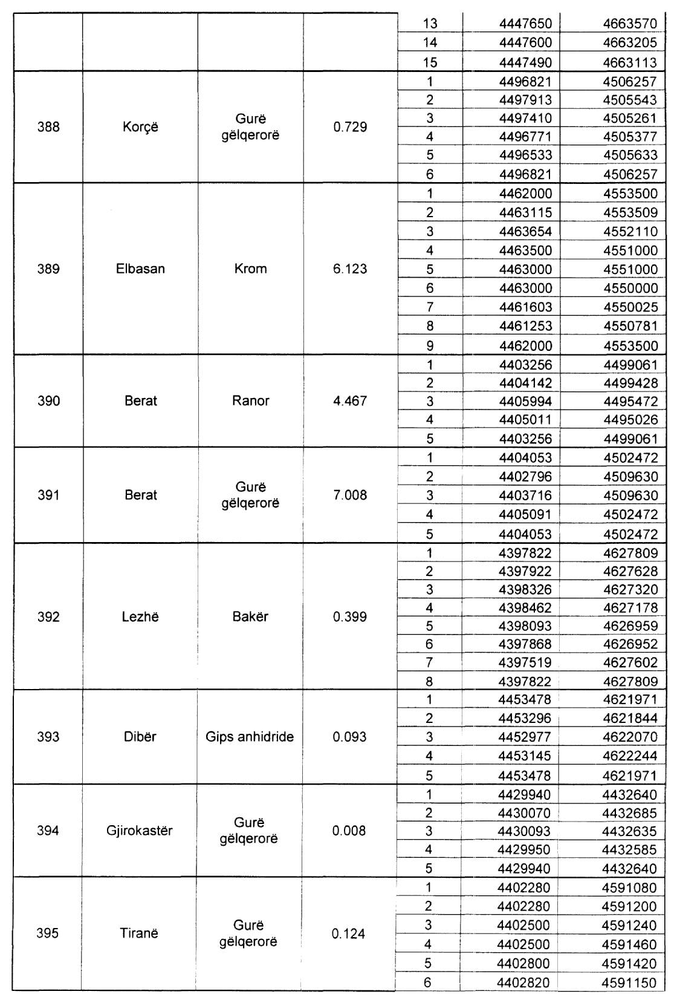 13 4447650 4663570
14 4447600 4663205
15 4447490 4663113
388 Korçë Gurë gëlqerorë 0.729
1 4496821 4506257
2 4497913 4505543
3 4497410 4505261
4 4496771 4505377
5 4496533 4505633
6 4496821 4506257
389 Elbasan Krom 6.123
1 4462000 4553500
2 4463115 4553509
3 4463654 4552110
4 4463500 4551000
5 4463000 4551000
6 4463000 4550000
7 4461603 4550025
8 4461253 4550781
9 4462000 4553500
390 Berat Ranor 4.467
1 4403256 4499061
2 4404142 4499428
3 4405994 4495472
4 4405011 4495026
5 4403256 4499061
391 Berat Gurë gëlqerorë 7.008
1 4404053 4502472
2 4402796 4509630
3 4403716 4509630
4 4405091 4502472
5 4404053 4502472
392 Lezhë Bakër 0.399
1 4397822 4627809
2 4397922 4627628
3 4398326 4627320
4 4398462 4627178
5 4398093 4626959
6 4397868 4626952
7 4397519 4627602
8 4397822 4627809
393 Dibër Gips anhidride 0.093
1 4453478 4621971
2 4453296 4621844
3 4452977 4622070
4 4453145 4622244
5 4453478 4621971
394 Gjirokastër Gurë gëlqerorë 0.008
1 4429940 4432640
2 4430070 4432685
3 4430093 4432635
4 4429950 4432585
5 4429940 4432640
395 Tiranë Gurë gëlqerorë 0.124
1 4402280 4591080
2 4402280 4591200
3 4402500 4591240
4 4402500 4591460
5 4402800 4591420
6 4402820 4591150